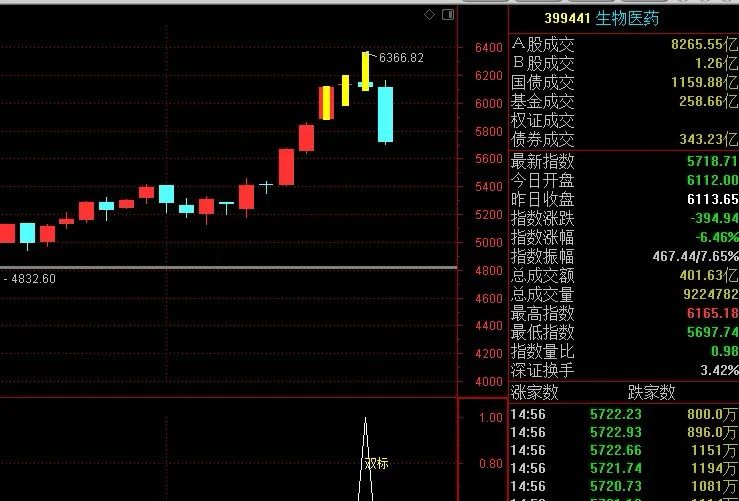 399441 生物医药
A股成交 8265.55亿
B股成交 1.26亿
国债成交 1159.88亿
基金成交 258.66亿
权证成交
债券成交 343.23亿
最新指数 5718.71
今日开盘 6112.00
昨日收盘 6113.65
指数涨跌 -394.94
指数涨幅 -6.46%
指数振幅 467.44/7.65%
总成交额 401.63亿
总成交量 9224782
最高指数 6165.18
最低指数 5697.74
指数量比 0.98
深证换手 3.42%
涨家数 跌家数
14:56 5722.23 800.0万
14:56 5722.93 896.0万
14:56 5722.66 1151万
14:56 5721.74 1194万
14:56 5720.73 1081万
6366.82
- 4832.60
6400
6200
6000
5800
5600
5400
5200
5000
4800
4600
4400
4200
4000
1.00
0.80
双标